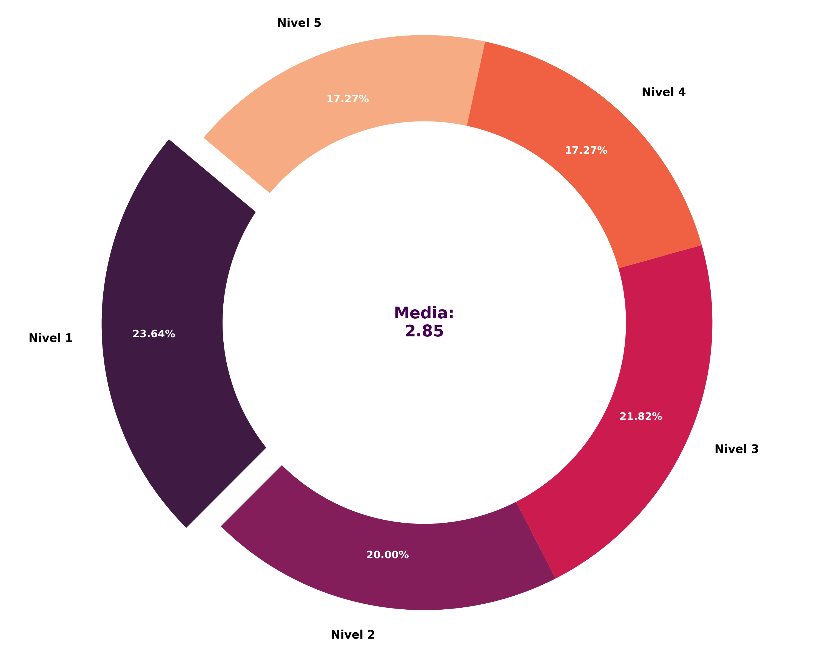 Nivel 5
17.27%
Nivel 4
17.27%
Media:
2.85
Nivel 1
23.64%
21.82%
Nivel 3
20.00%
Nivel 2